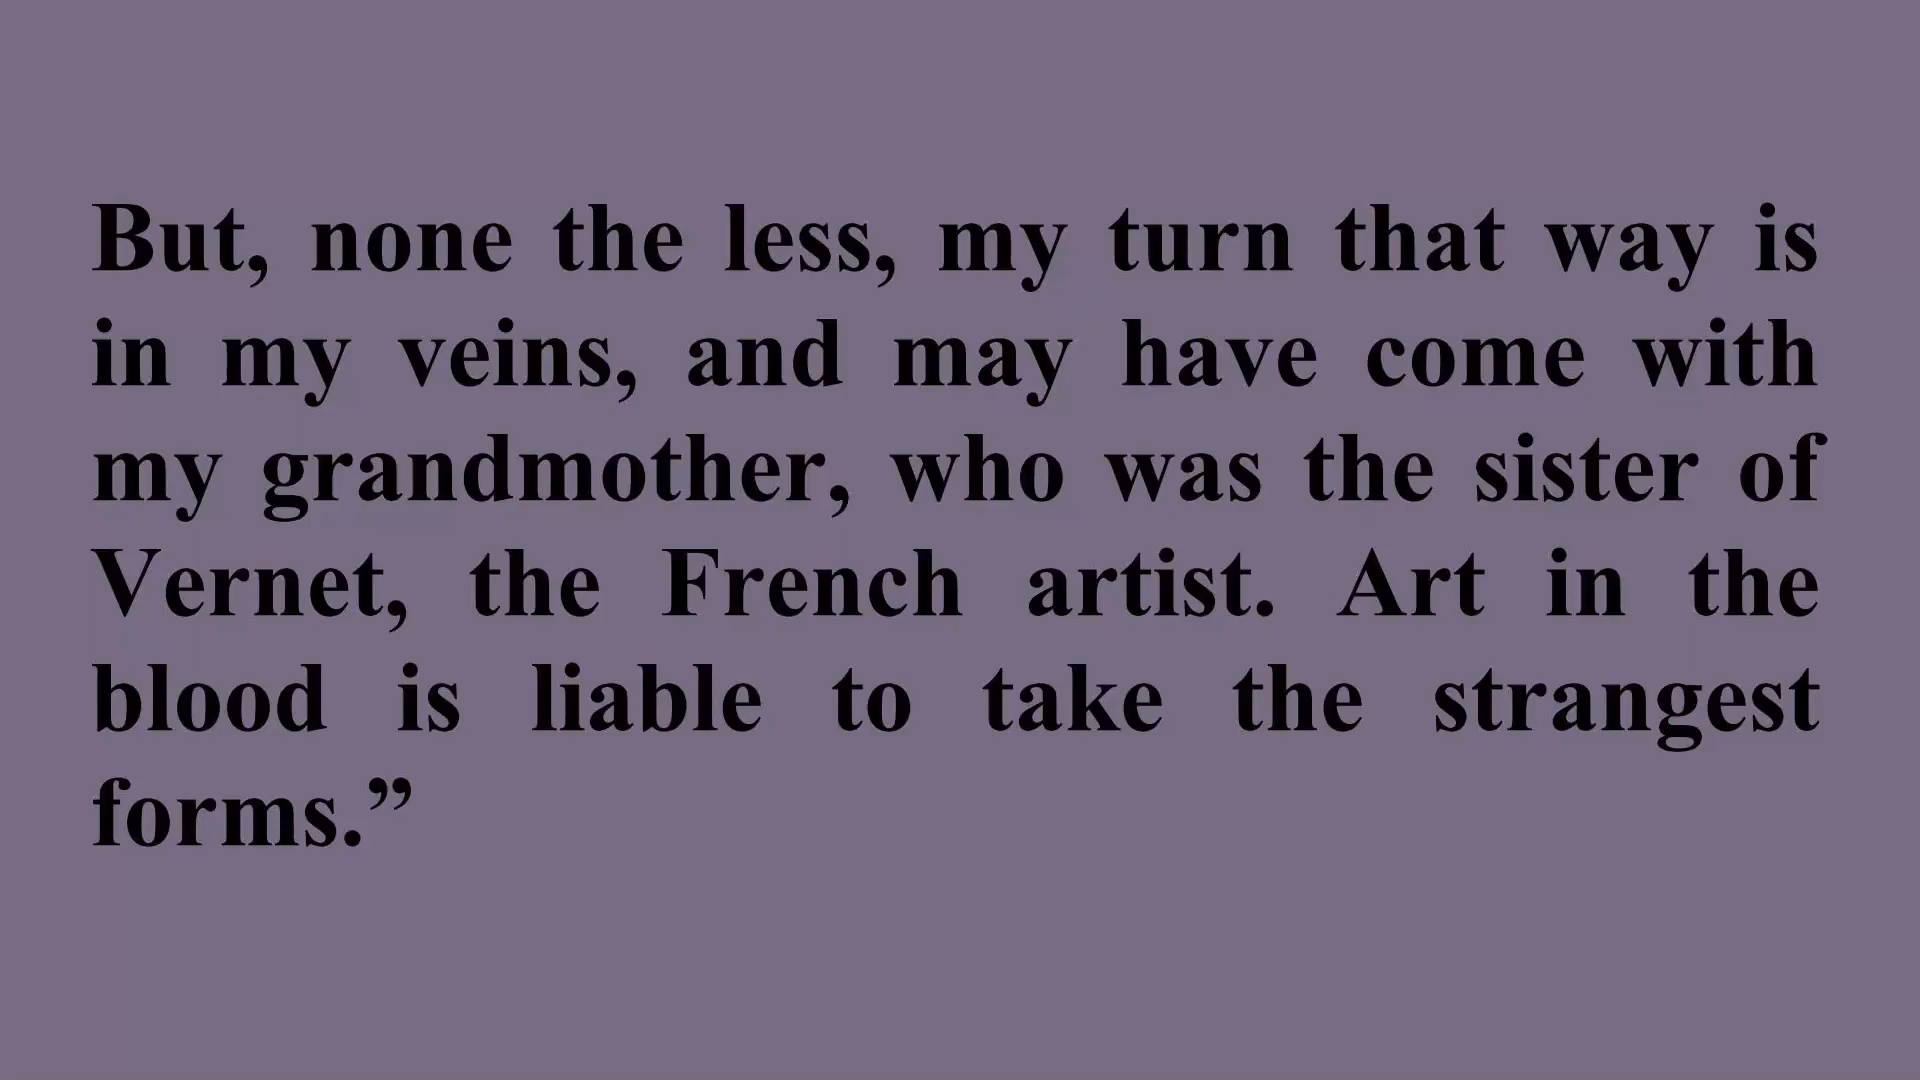 But, none the less, my turn that way is
in my veins, and may have come with
my grandmother, who was the sister of
Vernet, the French artist. Art in the
blood is liable to take the strangest
forms.”